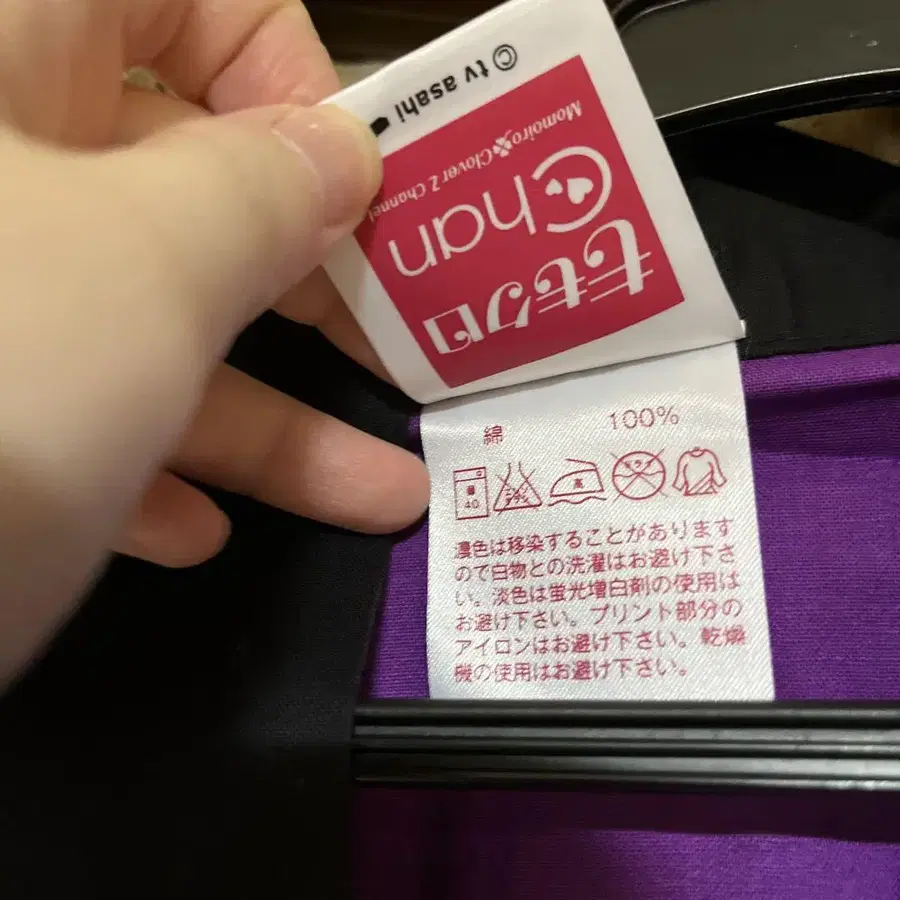 © tv asahi
Momoiro Clover Z Channel
Chan
ももクロ
綿 100%
40 高
濃色は移染することがあります
ので白物との洗濯はお避け下さ
い。淡色は蛍光増白剤の使用は
お避け下さい。プリント部分の
アイロンはお避け下さい。乾燥
機の使用はお避け下さい。